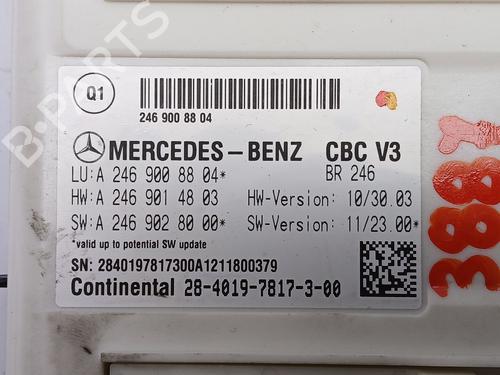 Q1
246 900 88 04
MERCEDES-BENZ CBC V3
LU:A 246 900 88 04* BR 246
HW:A 246 901 48 03 HW-Version: 10/30.03
SW:A 246 902 80 00* SW-Version: 11/23.00*
*valid up to potential SW update
SN: 2840197817300A1211800379
Continental 28-4019-7817-3-00
B-PARTS
3881